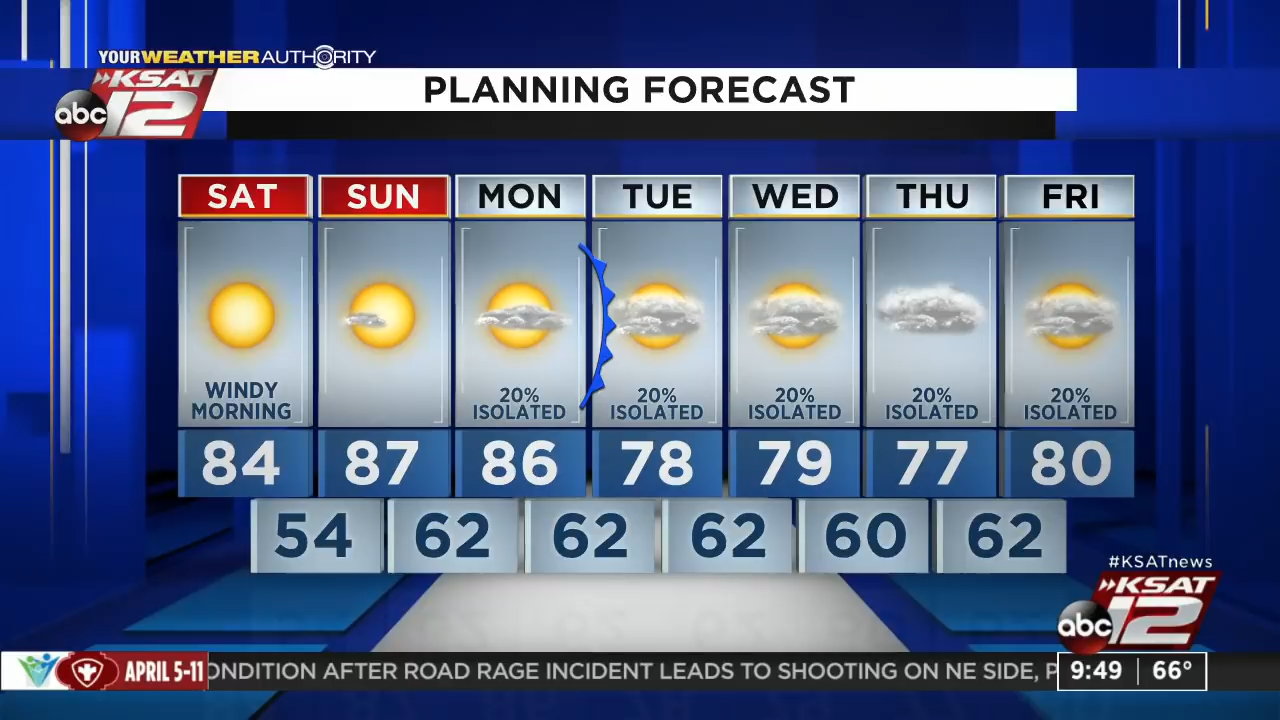 YOUR WEATHER AUTHORITY
KSAT
abc 12
PLANNING FORECAST
SAT SUN MON TUE WED THU FRI
WINDY MORNING
20% ISOLATED
20% ISOLATED
20% ISOLATED
20% ISOLATED
20% ISOLATED
84 87 86 78 79 77 80
54 62 62 62 60 62
#KSATnews
KSAT
abc 12
APRIL 5-11 ONDITION AFTER ROAD RAGE INCIDENT LEADS TO SHOOTING ON NE SIDE, P
9:49 66°